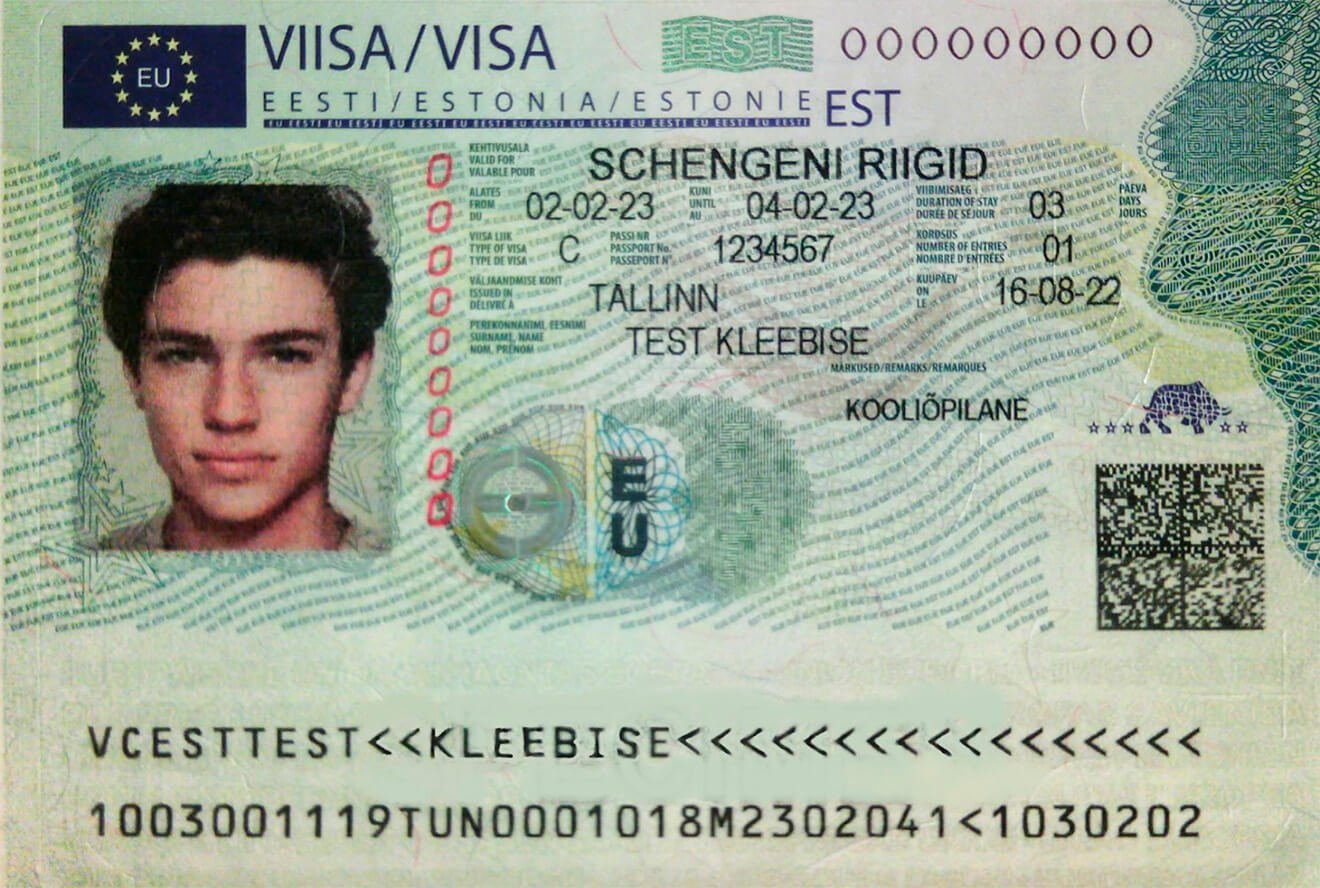 EU
VIISA/VISA
EST
000000000
EESTI/ESTONIA/ESTONIE EST
EU EESTI EU EESTI EU EESTI EU EESTI EU EESTI EU EESTI EU EESTI EU EESTI
KEHTIVUSALA
VALID FOR
VALABLE POUR
SCHENGENI RIIGID
ALATES
FROM
DU
02-02-23
KUNI
UNTIL
AU
04-02-23
VIIBIMISAEG
DURATION OF STAY
DURÉE DE SÉJOUR
03
PÄEVA
DAYS
JOURS
VIISA LIIK
TYPE OF VISA
TYPE DE VISA
C
PASSI NR
PASSPORT No.
PASSEPORT N°
1234567
KORDSUS
NUMBER OF ENTRIES
NOMBRE D'ENTRÉES
01
VÄLJAANDMISE KOHT
ISSUED IN
DÉLIVRÉ À
TALLINN
KUUPÄEV
ON
LE
16-08-22
PEREKONNANIMI, EESNIMI
SURNAME, NAME
NOM, PRÉNOM
TEST KLEEBISE
MÄRKUSED/REMARKS/REMARQUES
KOOLIÕPILANE
000000000
EU
VCESTTEST<<KLEEBISE<<<<<<<<<<<<<<<<<
1003001119TUN0001018M2302041<1030202